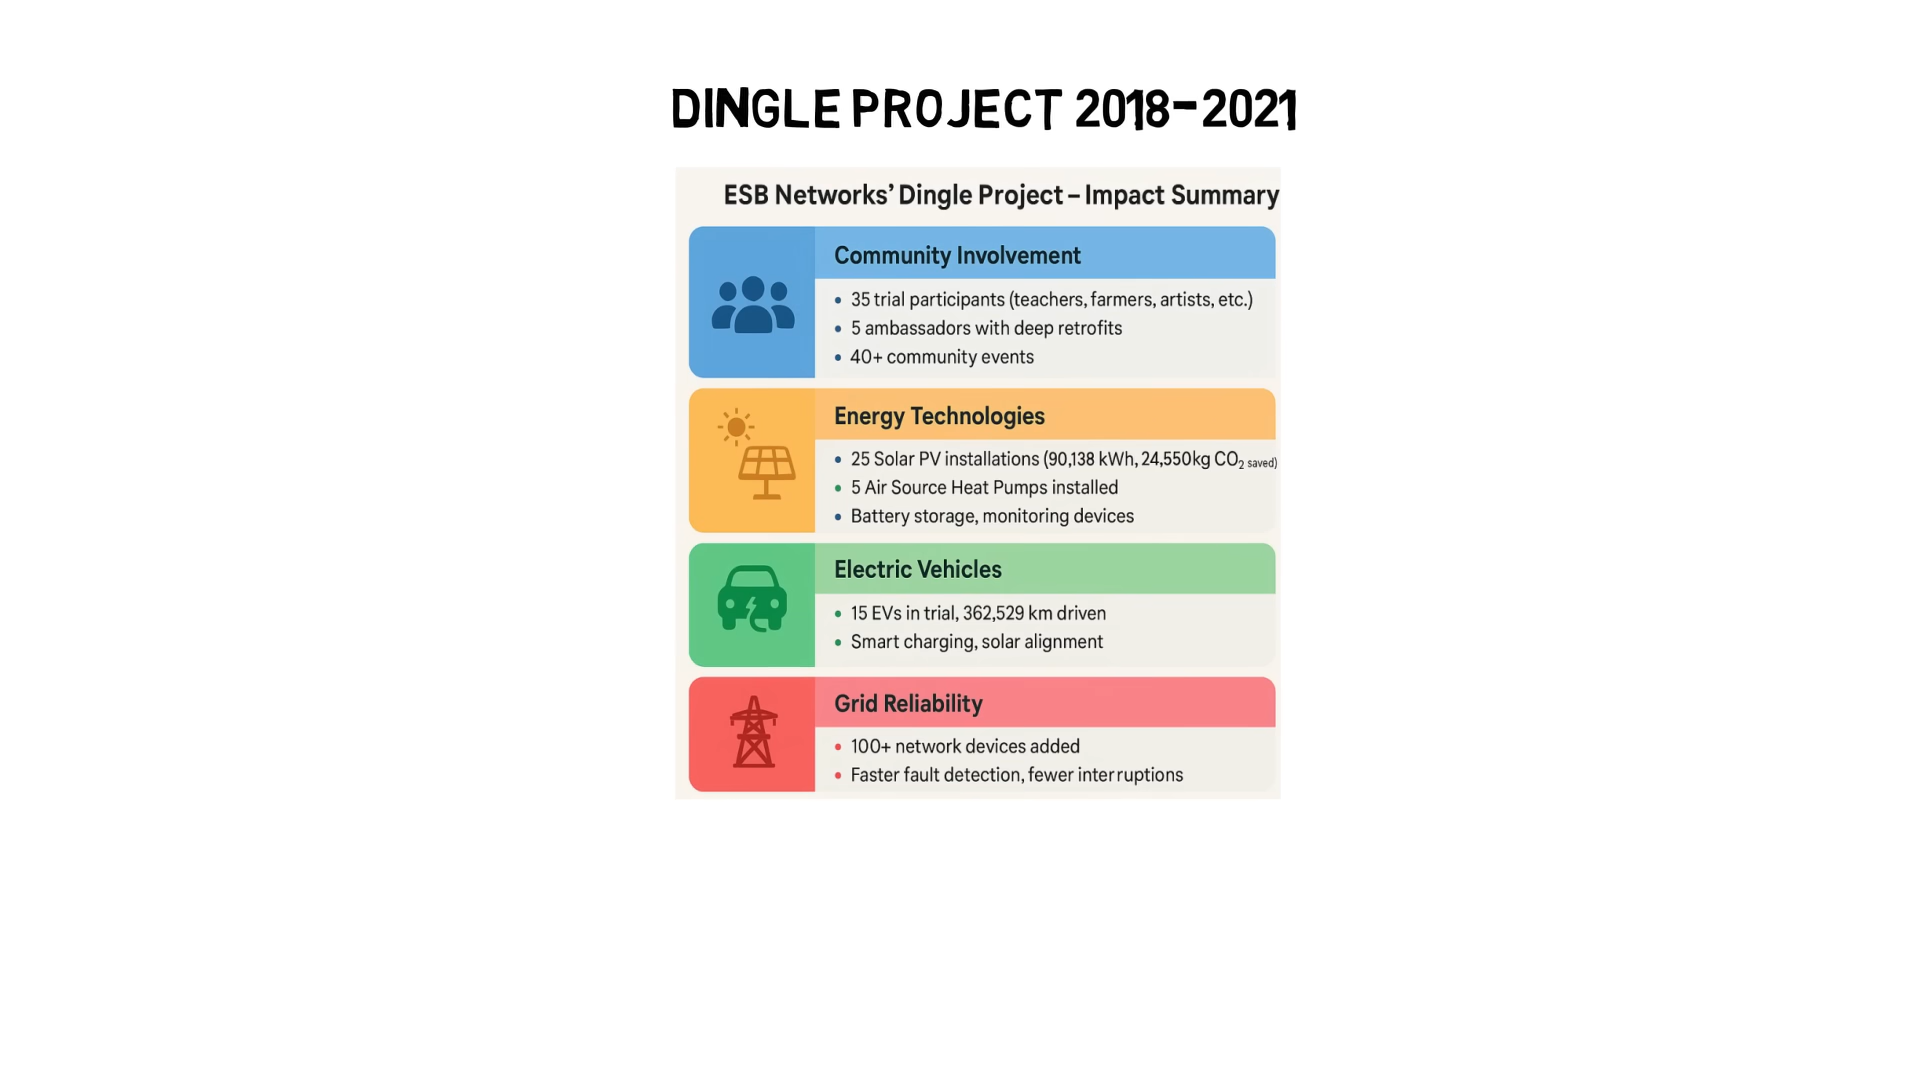 DINGLE PROJECT 2018-2021
ESB Networks' Dingle Project – Impact Summary
Community Involvement
• 35 trial participants (teachers, farmers, artists, etc.)
• 5 ambassadors with deep retrofits
• 40+ community events
Energy Technologies
• 25 Solar PV installations (90,138 kWh, 24,550kg CO₂ saved)
• 5 Air Source Heat Pumps installed
• Battery storage, monitoring devices
Electric Vehicles
• 15 EVs in trial, 362,529 km driven
• Smart charging, solar alignment
Grid Reliability
• 100+ network devices added
• Faster fault detection, fewer interruptions